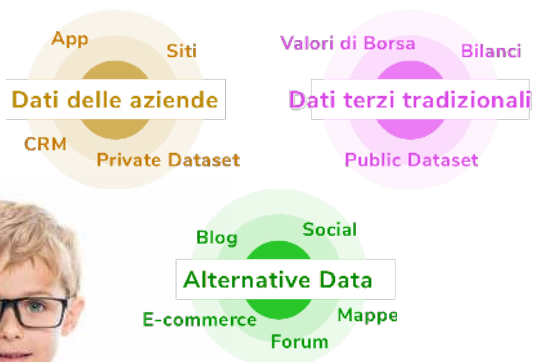 App
Siti
Dati delle aziende
CRM
Private Dataset
Valori di Borsa
Bilanci
Dati terzi tradizionali
Public Dataset
Blog
Social
Alternative Data
E-commerce
Mappe
Forum